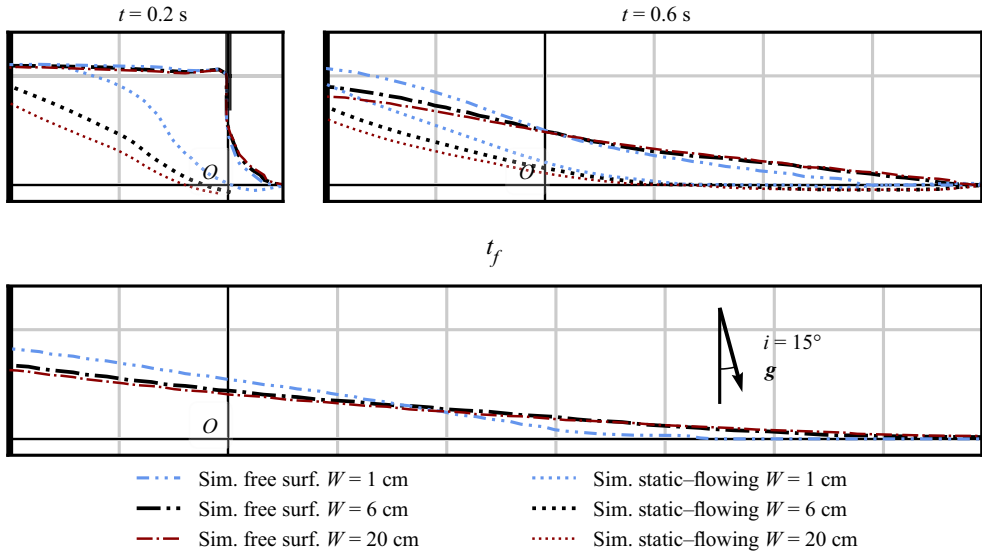 t = 0.2 s
t = 0.6 s
O
O
t_f
i = 15°
g
O
Sim. free surf. W = 1 cm
Sim. static–flowing W = 1 cm
Sim. free surf. W = 6 cm
Sim. static–flowing W = 6 cm
Sim. free surf. W = 20 cm
Sim. static–flowing W = 20 cm